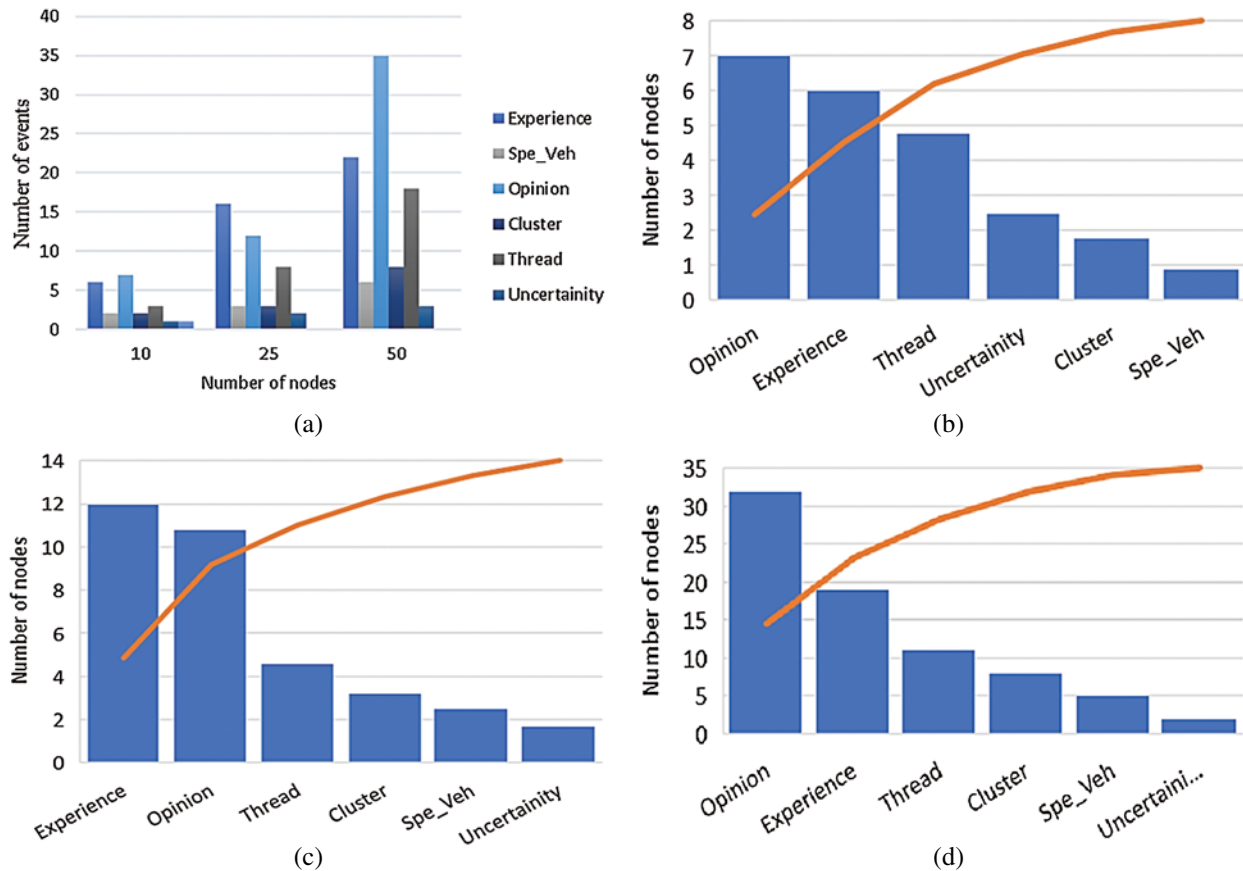 40
35
30
25
20
15
10
5
0
Number of events
10 25 50
Number of nodes
Experience
Spe_Veh
Opinion
Cluster
Thread
Uncertainity
(a)
8
7
6
5
4
3
2
1
0
Number of nodes
Opinion Experience Thread Uncertainity Cluster Spe_Veh
(b)
14
12
10
8
6
4
2
0
Number of nodes
Experience Opinion Thread Cluster Spe_Veh Uncertainity
(c)
35
30
25
20
15
10
5
0
Number of nodes
Opinion Experience Thread Cluster Spe_Veh Uncertaini...
(d)